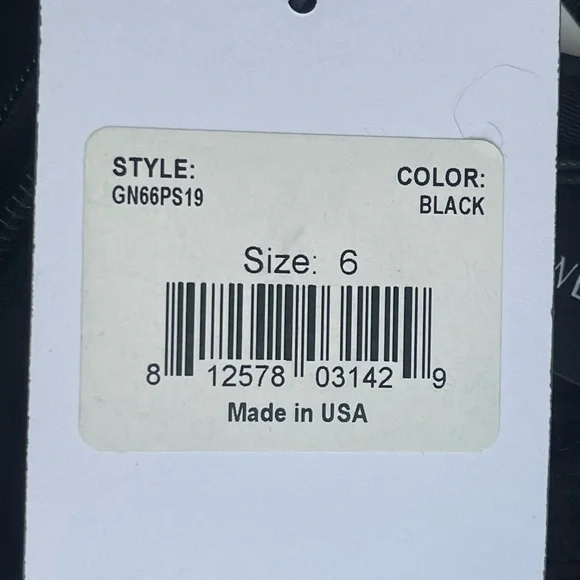 STYLE:
GN66PS19
COLOR:
BLACK
Size: 6
8 12578 03142 9
Made in USA